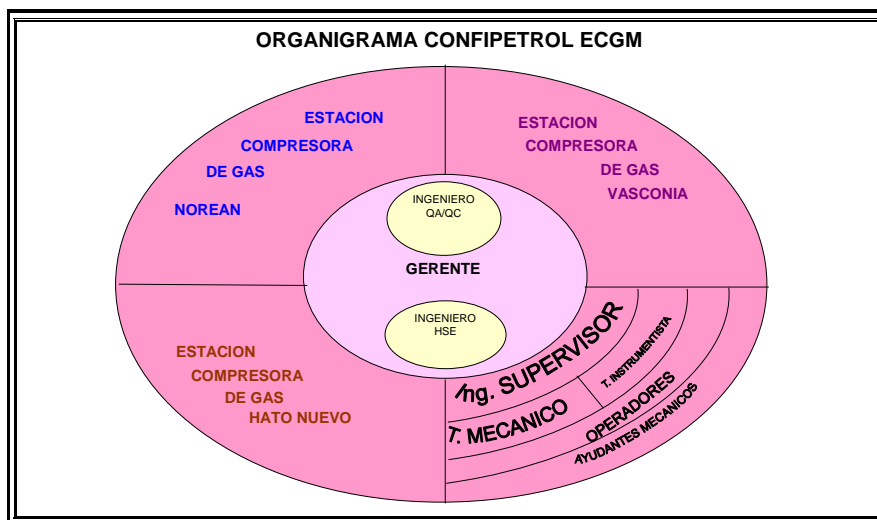 ORGANIGRAMA CONFIPETROL ECGM
ESTACION
COMPRESORA
DE GAS
NOREAN
ESTACION
COMPRESORA
DE GAS
VASCONIA
INGENIERO
QA/QC
GERENTE
INGENIERO
HSE
ESTACION
COMPRESORA
DE GAS
HATO NUEVO
Ing. SUPERVISOR
T. INSTRUMENTISTA
T. MECANICO
OPERADORES
AYUDANTES MECANICOS